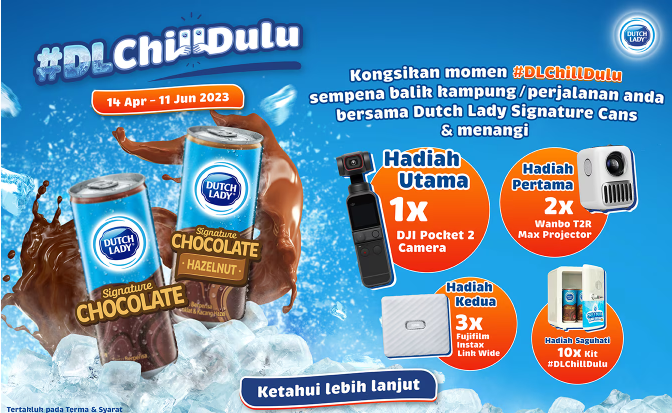 #DLChillDulu
14 Apr – 11 Jun 2023
DUTCH
LADY
Kongsikan momen #DLChillDulu
sempena balik kampung/perjalanan anda
bersama Dutch Lady Signature Cans
& menangi
Hadiah
Utama
1x
DJI Pocket 2
Camera
Hadiah
Pertama
2x
Wanbo T2R
Max Projector
Hadiah
Kedua
3x
Fujifilm
Instax
Link Wide
Hadiah Saguhati
10x Kit
#DLChillDulu
DUTCH
LADY
Signature
CHOCOLATE
HAZELNUT
DUTCH
LADY
Signature
CHOCOLATE
Ketahui lebih lanjut
Tertakluk pada Terma & Syarat